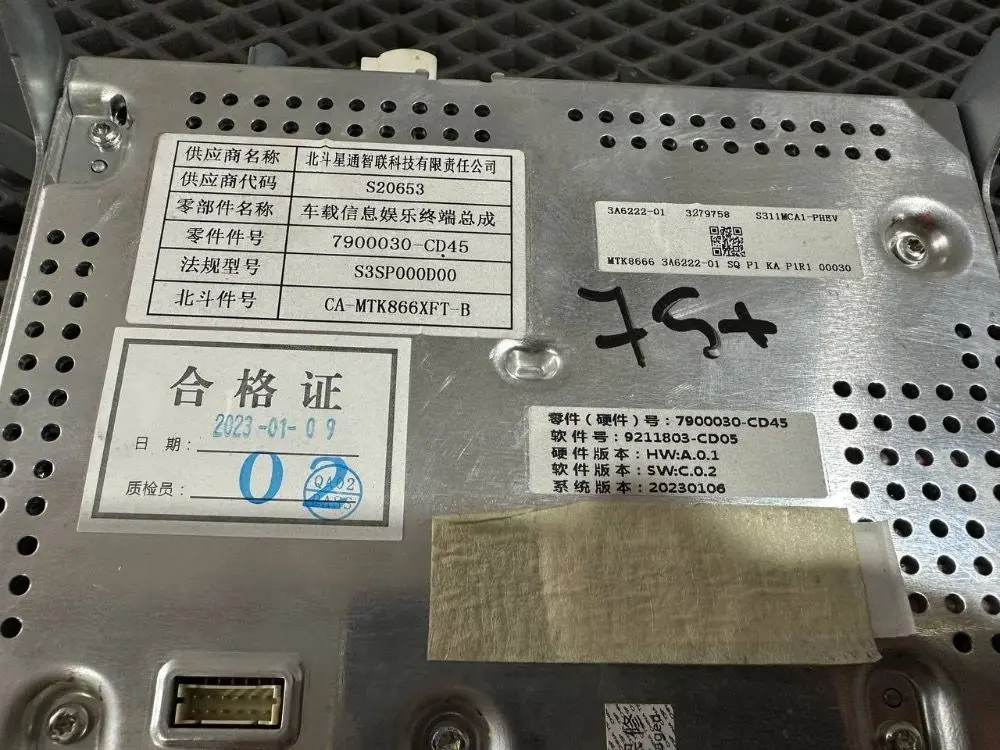 供应商名称 北斗星通智联科技有限责任公司
供应商代码 S20653
零部件名称 车载信息娱乐终端总成
零件件号 7900030-CD45
法规型号 S3SP000D00
北斗件号 CA-MTK866XFT-B
3A6222-01 3279758 S311MCA1-PHEV
MTK8666 3A6222-01 SQ P1 KA P1R1 00030
合格证
日 期： 2023-01-09
质检员： 02
零件（硬件）号：7900030-CD45
软件号：9211803-CD05
硬件版本：HW:A.0.1
软件版本：SW:C.0.2
系统版本：20230106